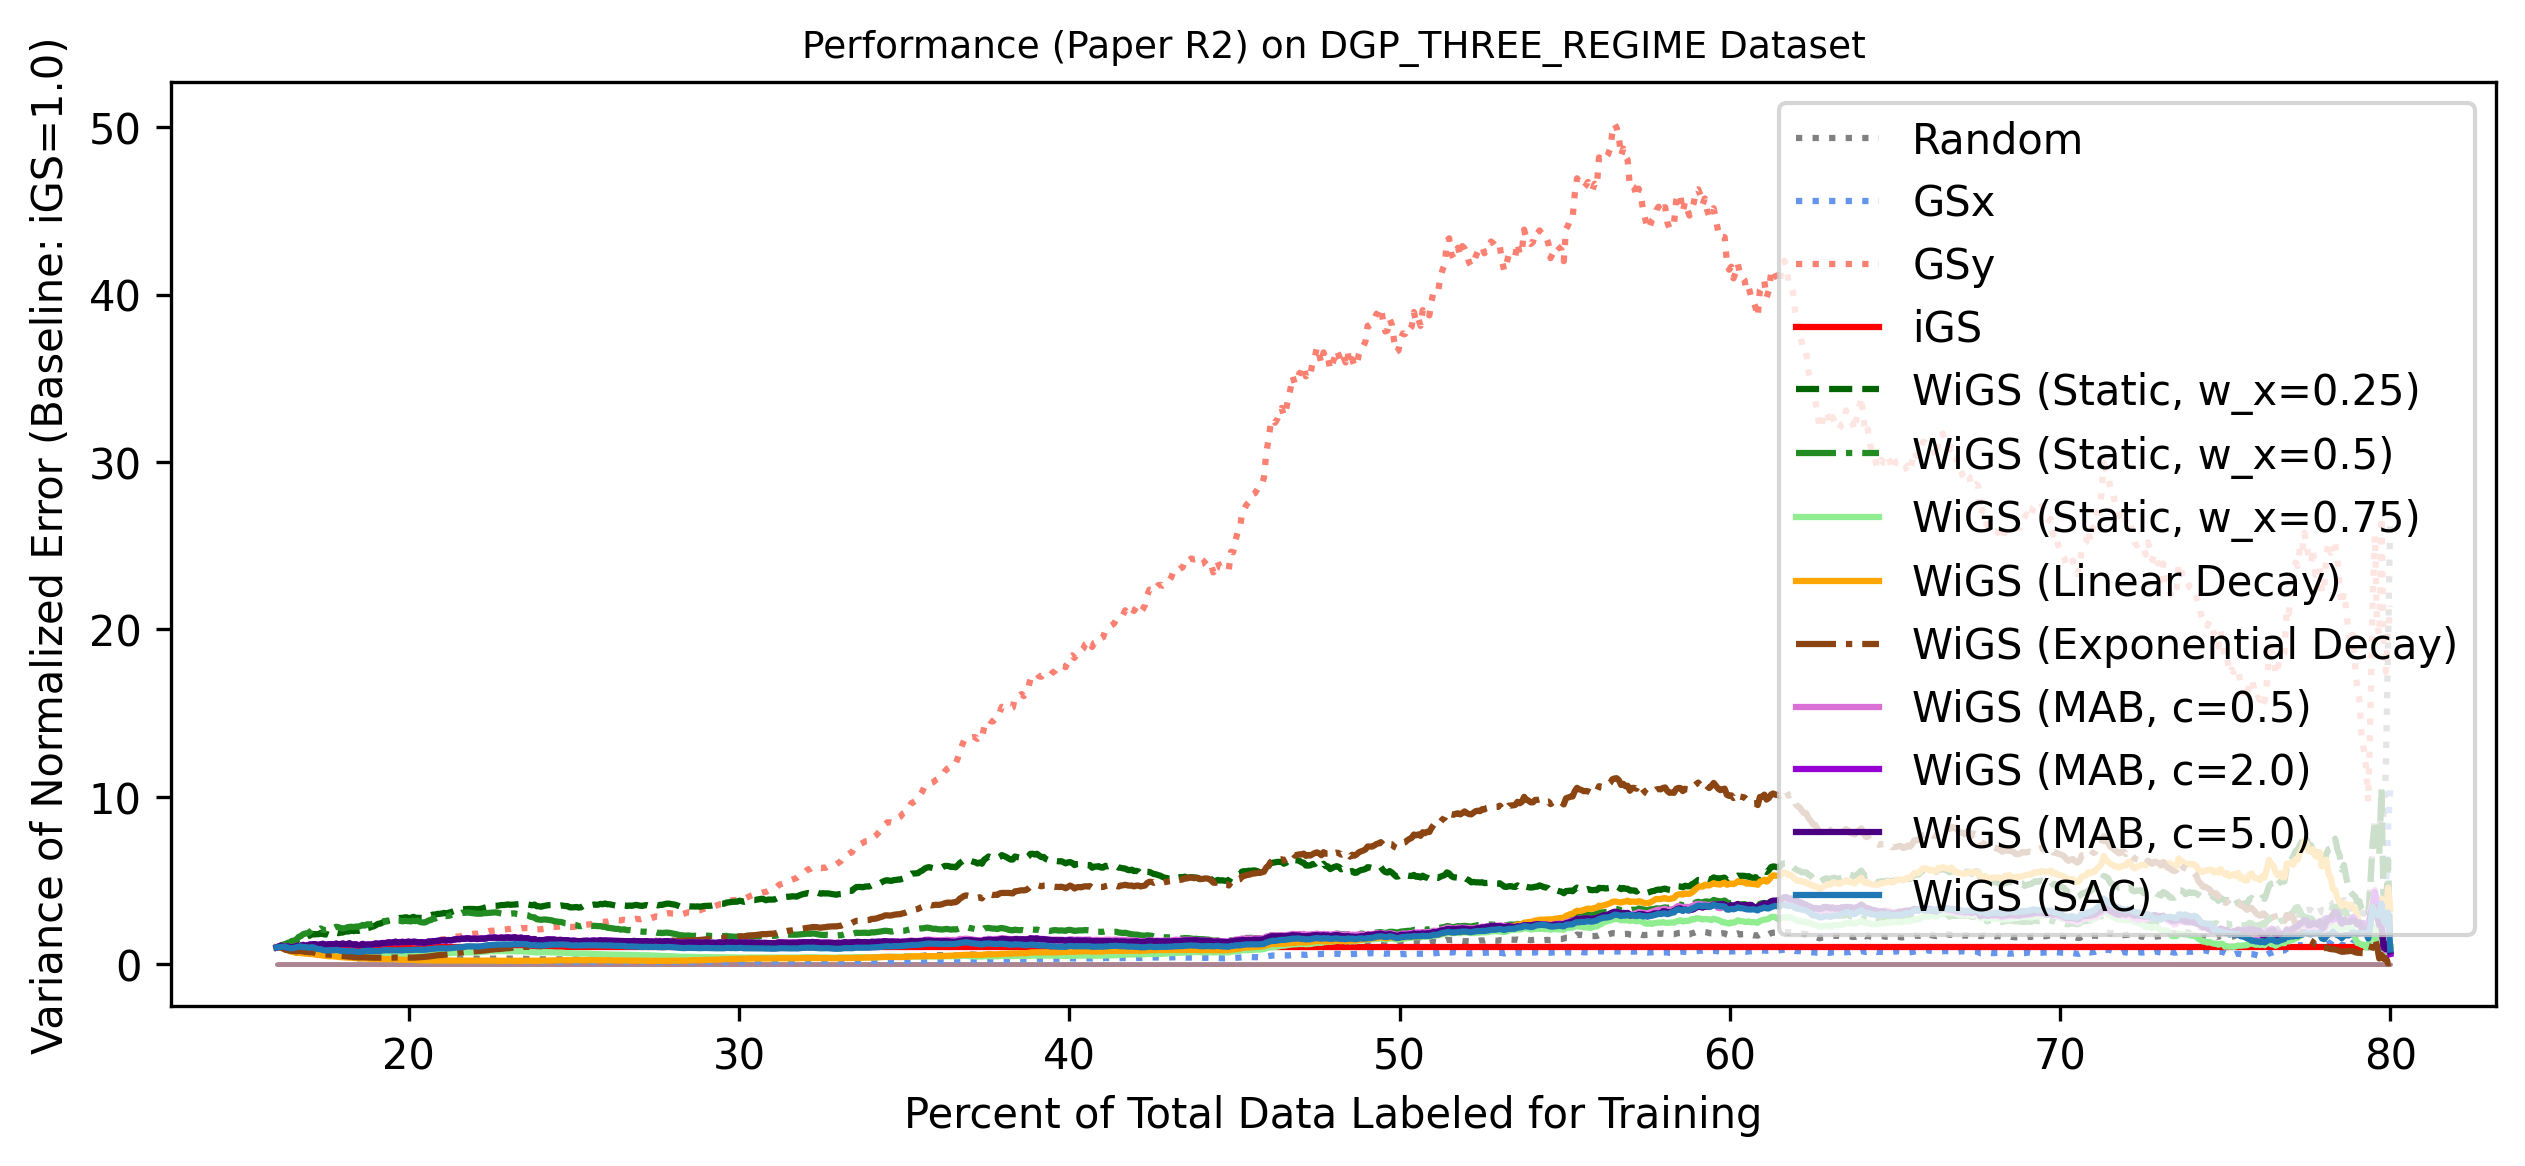 Performance (Paper R2) on DGP_THREE_REGIME Dataset
Variance of Normalized Error (Baseline: iGS=1.0)
50
40
30
20
10
0
Random
GSx
GSy
iGS
WiGS (Static, w_x=0.25)
WiGS (Static, w_x=0.5)
WiGS (Static, w_x=0.75)
WiGS (Linear Decay)
WiGS (Exponential Decay)
WiGS (MAB, c=0.5)
WiGS (MAB, c=2.0)
WiGS (MAB, c=5.0)
WiGS (SAC)
20 30 40 50 60 70 80
Percent of Total Data Labeled for Training